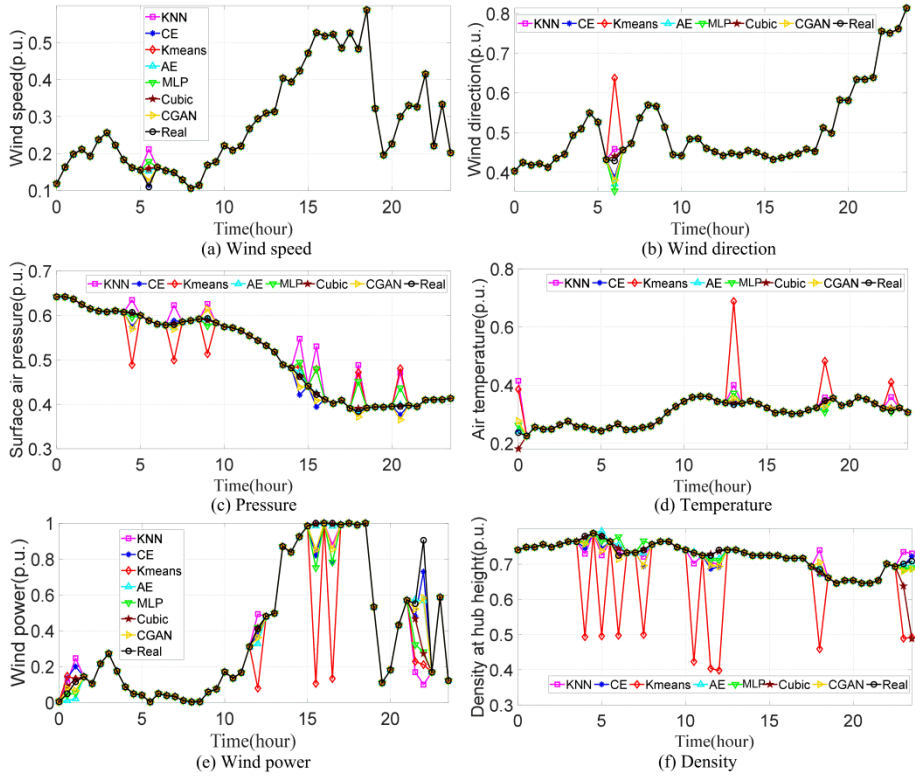 Wind speed(p.u.)
0.5
0.4
0.3
0.2
0.1
KNN
CE
Kmeans
AE
MLP
Cubic
CGAN
Real
0 5 10 15 20
Time(hour)
(a) Wind speed
Wind direction(p.u.)
0.8
0.7
0.6
0.5
0.4
KNN CE Kmeans AE MLP Cubic CGAN Real
0 5 10 15 20
Time(hour)
(b) Wind direction
Surface air pressure(p.u.)
0.7
0.6
0.5
0.4
0.3
KNN CE Kmeans AE MLP Cubic CGAN Real
0 5 10 15 20
Time(hour)
(c) Pressure
Air temperature(p.u.)
0.8
0.6
0.4
0.2
KNN CE Kmeans AE MLP Cubic CGAN Real
0 5 10 15 20
Time(hour)
(d) Temperature
Wind power(p.u.)
1
0.8
0.6
0.4
0.2
0
KNN
CE
Kmeans
AE
MLP
Cubic
CGAN
Real
0 5 10 15 20
Time(hour)
(e) Wind power
Density at hub height(p.u.)
0.7
0.5
0.3
KNN CE Kmeans AE MLP Cubic CGAN Real
0 5 10 15 20
Time(hour)
(f) Density